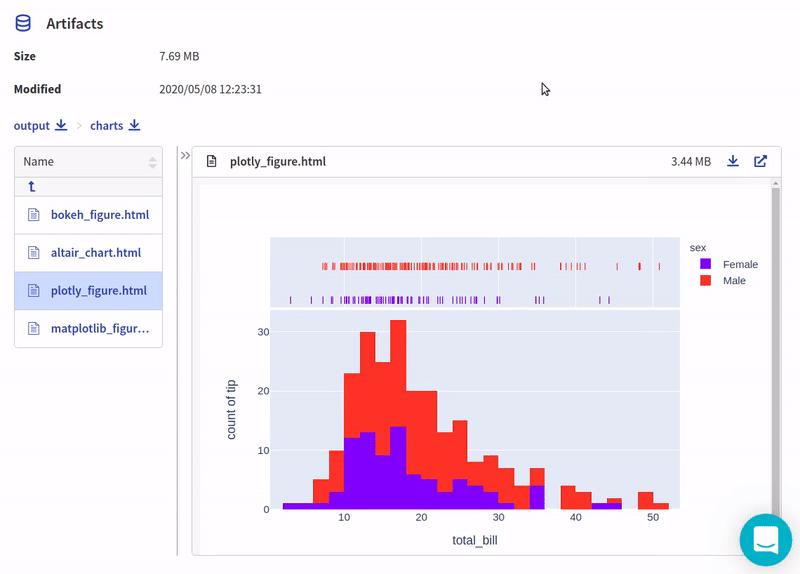 Artifacts
Size 7.69 MB
Modified 2020/05/08 12:23:31
output > charts
Name
plotly_figure.html 3.44 MB
bokeh_figure.html
altair_chart.html
plotly_figure.html
matplotlib_figur...
sex
Female
Male
30
20
10
0
count of tip
10 20 30 40 50
total_bill